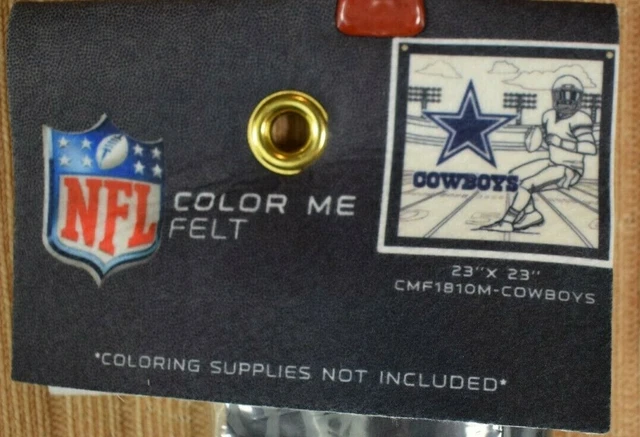 NFL
COLOR ME
FELT
COWBOYS
23"X 23"
CMF1810M-COWBOYS
*COLORING SUPPLIES NOT INCLUDED*